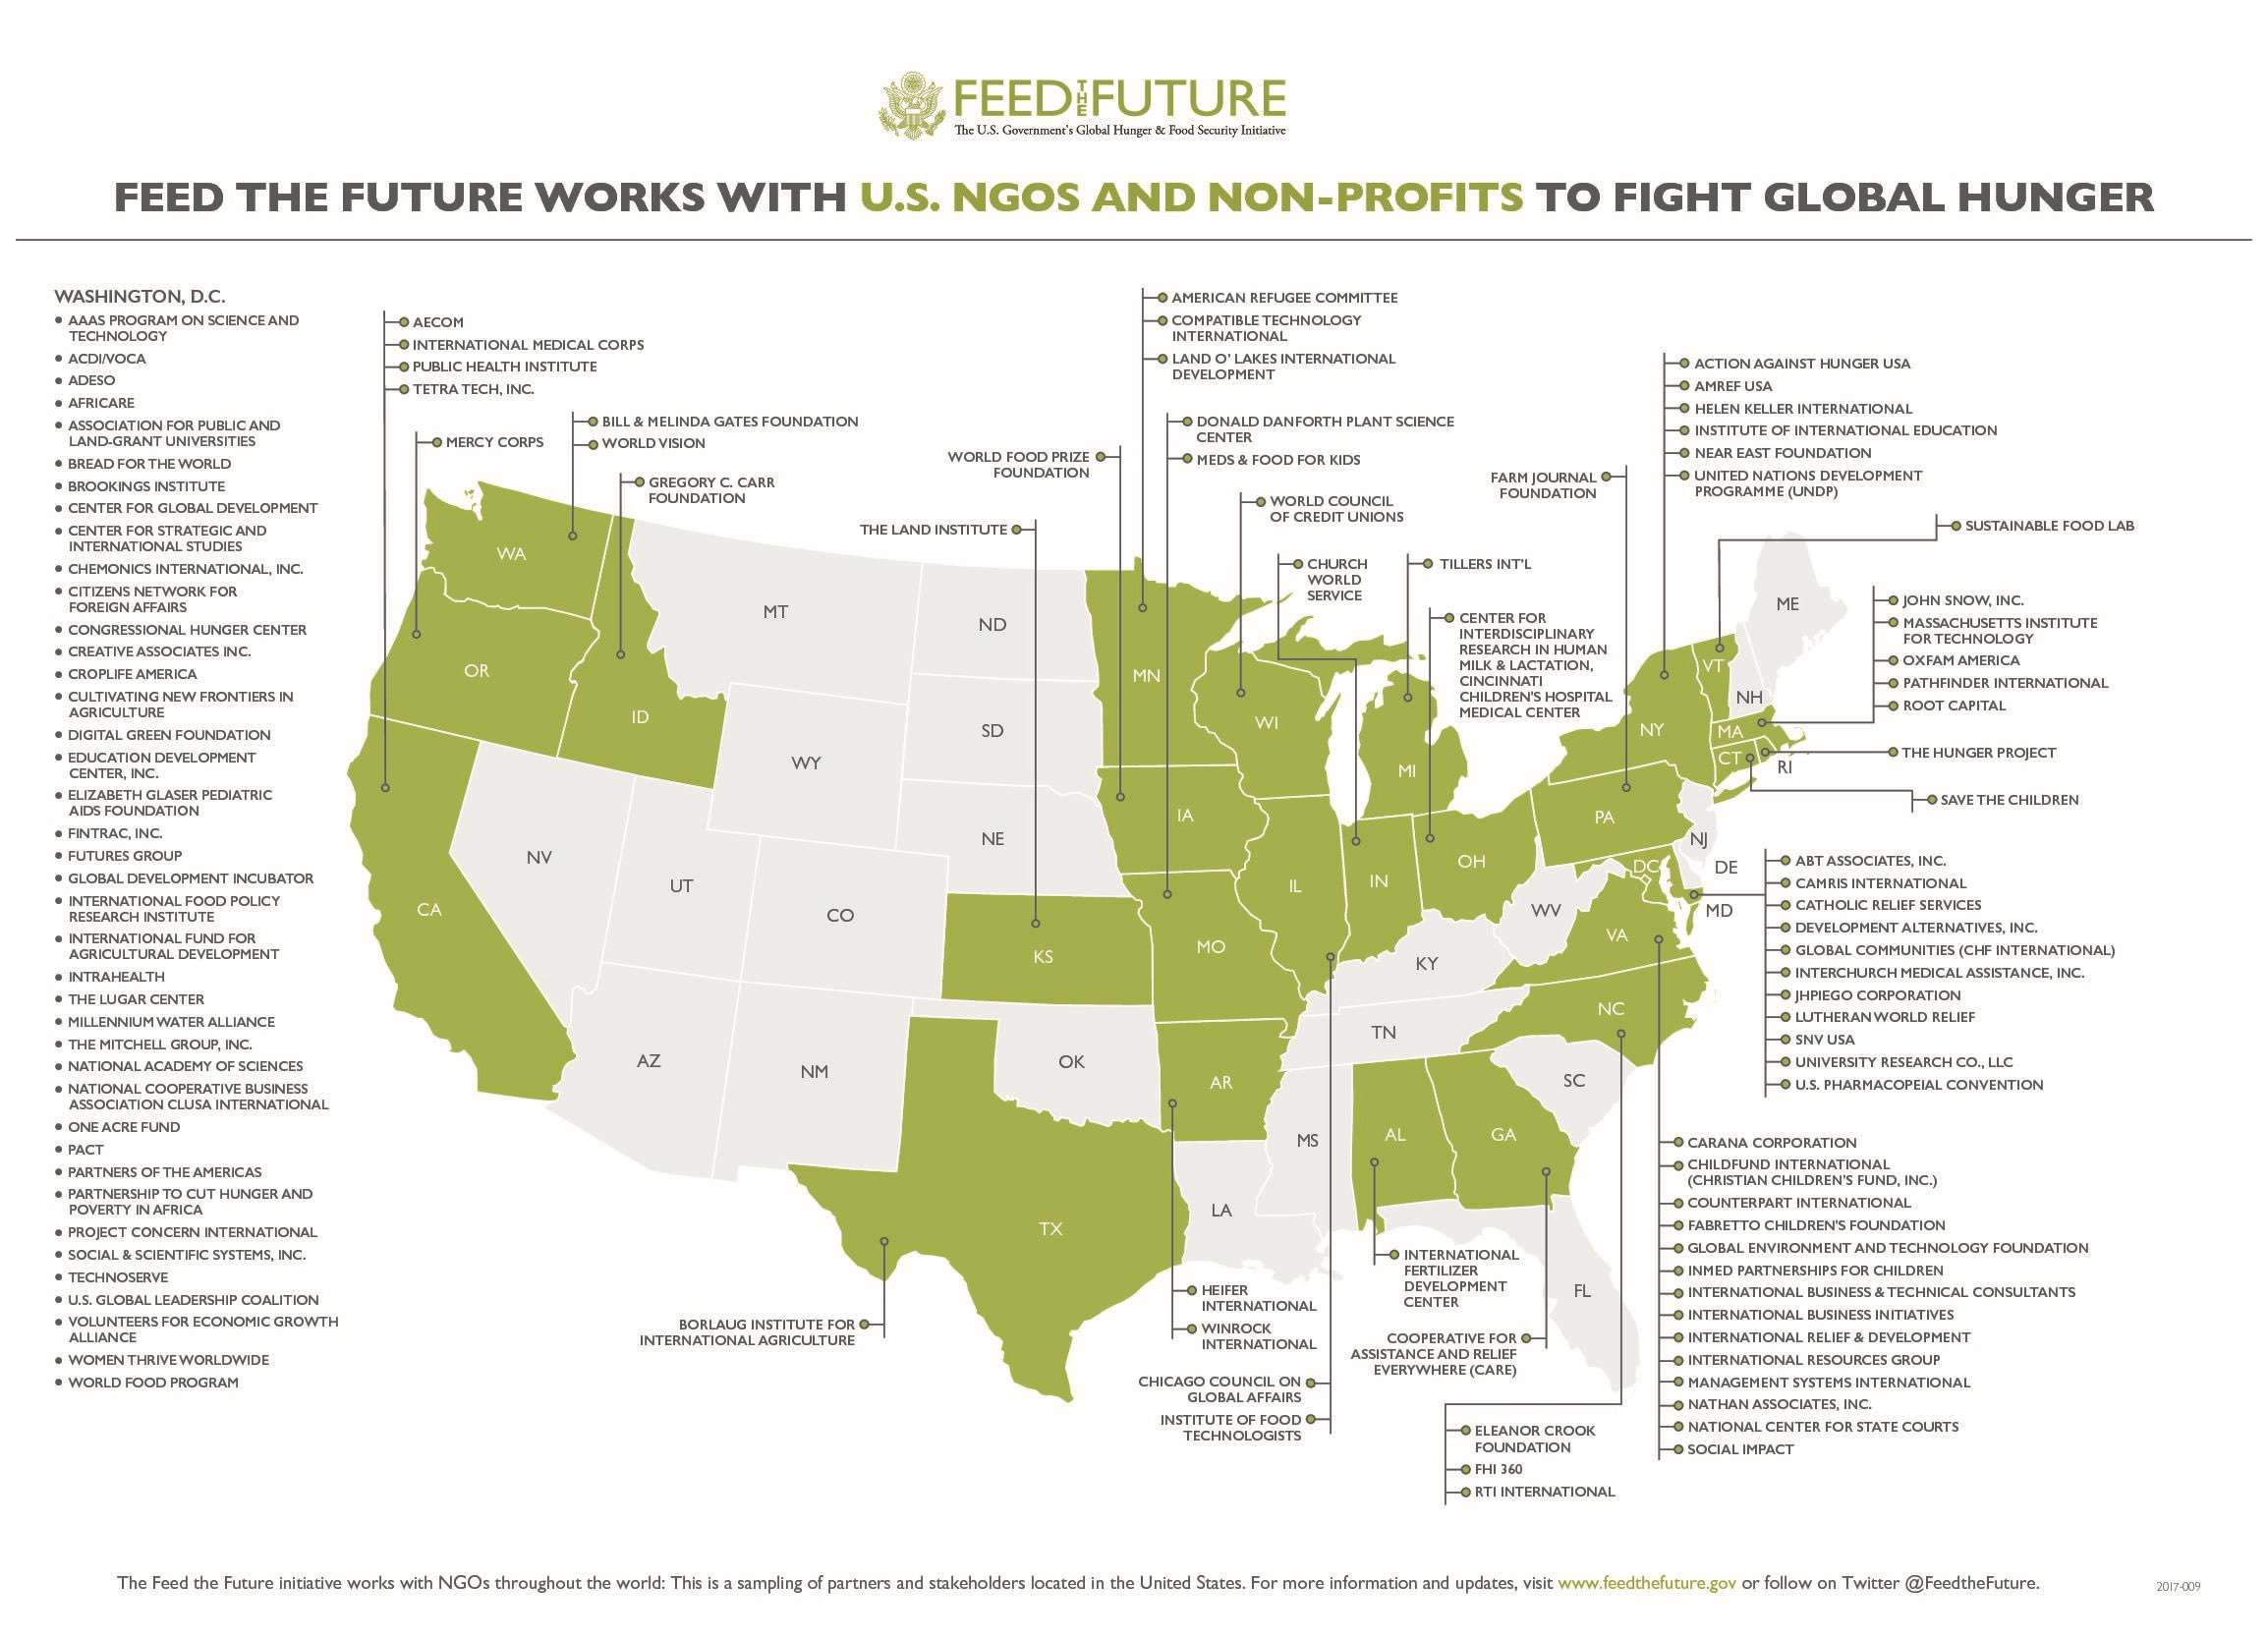 FEED THE FUTURE
The U.S. Government's Global Hunger & Food Security Initiative
FEED THE FUTURE WORKS WITH U.S. NGOS AND NON-PROFITS TO FIGHT GLOBAL HUNGER
WASHINGTON, D.C.
• AAAS PROGRAM ON SCIENCE AND
TECHNOLOGY
• ACDI/VOCA
• ADESO
• AFRICARE
• ASSOCIATION FOR PUBLIC AND
LAND-GRANT UNIVERSITIES
• BREAD FOR THE WORLD
• BROOKINGS INSTITUTE
• CENTER FOR GLOBAL DEVELOPMENT
• CENTER FOR STRATEGIC AND
INTERNATIONAL STUDIES
• CHEMONICS INTERNATIONAL, INC.
• CITIZENS NETWORK FOR
FOREIGN AFFAIRS
• CONGRESSIONAL HUNGER CENTER
• CREATIVE ASSOCIATES INC.
• CROPLIFE AMERICA
• CULTIVATING NEW FRONTIERS IN
AGRICULTURE
• DIGITAL GREEN FOUNDATION
• EDUCATION DEVELOPMENT
CENTER, INC.
• ELIZABETH GLASER PEDIATRIC
AIDS FOUNDATION
• FINTRAC, INC.
• FUTURES GROUP
• GLOBAL DEVELOPMENT INCUBATOR
• INTERNATIONAL FOOD POLICY
RESEARCH INSTITUTE
• INTERNATIONAL FUND FOR
AGRICULTURAL DEVELOPMENT
• INTRAHEALTH
• THE LUGAR CENTER
• MILLENNIUM WATER ALLIANCE
• THE MITCHELL GROUP, INC.
• NATIONAL ACADEMY OF SCIENCES
• NATIONAL COOPERATIVE BUSINESS
ASSOCIATION CLUSA INTERNATIONAL
• ONE ACRE FUND
• PACT
• PARTNERS OF THE AMERICAS
• PARTNERSHIP TO CUT HUNGER AND
POVERTY IN AFRICA
• PROJECT CONCERN INTERNATIONAL
• SOCIAL & SCIENTIFIC SYSTEMS, INC.
• TECHNOSERVE
• U.S. GLOBAL LEADERSHIP COALITION
• VOLUNTEERS FOR ECONOMIC GROWTH
ALLIANCE
• WOMEN THRIVE WORLDWIDE
• WORLD FOOD PROGRAM
AECOM
INTERNATIONAL MEDICAL CORPS
PUBLIC HEALTH INSTITUTE
TETRA TECH, INC.
MERCY CORPS
BILL & MELINDA GATES FOUNDATION
WORLD VISION
GREGORY C. CARR
FOUNDATION
THE LAND INSTITUTE
WORLD FOOD PRIZE
FOUNDATION
AMERICAN REFUGEE COMMITTEE
COMPATIBLE TECHNOLOGY
INTERNATIONAL
LAND O' LAKES INTERNATIONAL
DEVELOPMENT
DONALD DANFORTH PLANT SCIENCE
CENTER
MEDS & FOOD FOR KIDS
WORLD COUNCIL
OF CREDIT UNIONS
CHURCH
WORLD
SERVICE
TILLERS INT'L
CENTER FOR
INTERDISCIPLINARY
RESEARCH IN HUMAN
MILK & LACTATION,
CINCINNATI
CHILDREN'S HOSPITAL
MEDICAL CENTER
FARM JOURNAL
FOUNDATION
ACTION AGAINST HUNGER USA
AMREF USA
HELEN KELLER INTERNATIONAL
INSTITUTE OF INTERNATIONAL EDUCATION
NEAR EAST FOUNDATION
UNITED NATIONS DEVELOPMENT
PROGRAMME (UNDP)
SUSTAINABLE FOOD LAB
JOHN SNOW, INC.
MASSACHUSETTS INSTITUTE
FOR TECHNOLOGY
OXFAM AMERICA
PATHFINDER INTERNATIONAL
ROOT CAPITAL
THE HUNGER PROJECT
SAVE THE CHILDREN
ABT ASSOCIATES, INC.
CAMRIS INTERNATIONAL
CATHOLIC RELIEF SERVICES
DEVELOPMENT ALTERNATIVES, INC.
GLOBAL COMMUNITIES (CHF INTERNATIONAL)
INTERCHURCH MEDICAL ASSISTANCE, INC.
JHPIEGO CORPORATION
LUTHERAN WORLD RELIEF
SNV USA
UNIVERSITY RESEARCH CO., LLC
U.S. PHARMACOPEIAL CONVENTION
CARANA CORPORATION
CHILDFUND INTERNATIONAL
(CHRISTIAN CHILDREN'S FUND, INC.)
COUNTERPART INTERNATIONAL
FABRETTO CHILDREN'S FOUNDATION
GLOBAL ENVIRONMENT AND TECHNOLOGY FOUNDATION
INMED PARTNERSHIPS FOR CHILDREN
INTERNATIONAL BUSINESS & TECHNICAL CONSULTANTS
INTERNATIONAL BUSINESS INITIATIVES
INTERNATIONAL RELIEF & DEVELOPMENT
INTERNATIONAL RESOURCES GROUP
MANAGEMENT SYSTEMS INTERNATIONAL
NATHAN ASSOCIATES, INC.
NATIONAL CENTER FOR STATE COURTS
SOCIAL IMPACT
WA
OR
ID
MT
ND
SD
WY
NE
NV
UT
CO
CA
KS
AZ
NM
OK
TX
MN
IA
MO
AR
LA
WI
IL
IN
MI
OH
KY
TN
MS
AL
GA
FL
SC
NC
VA
WV
PA
NY
VT
NH
ME
MA
CT
RI
NJ
DE
DC
MD
BORLAUG INSTITUTE FOR
INTERNATIONAL AGRICULTURE
HEIFER
INTERNATIONAL
WINROCK
INTERNATIONAL
CHICAGO COUNCIL ON
GLOBAL AFFAIRS
INSTITUTE OF FOOD
TECHNOLOGISTS
INTERNATIONAL
FERTILIZER
DEVELOPMENT
CENTER
COOPERATIVE FOR
ASSISTANCE AND RELIEF
EVERYWHERE (CARE)
ELEANOR CROOK
FOUNDATION
FHI 360
RTI INTERNATIONAL
The Feed the Future initiative works with NGOs throughout the world: This is a sampling of partners and stakeholders located in the United States. For more information and updates, visit www.feedthefuture.gov or follow on Twitter @FeedtheFuture.
2017-009